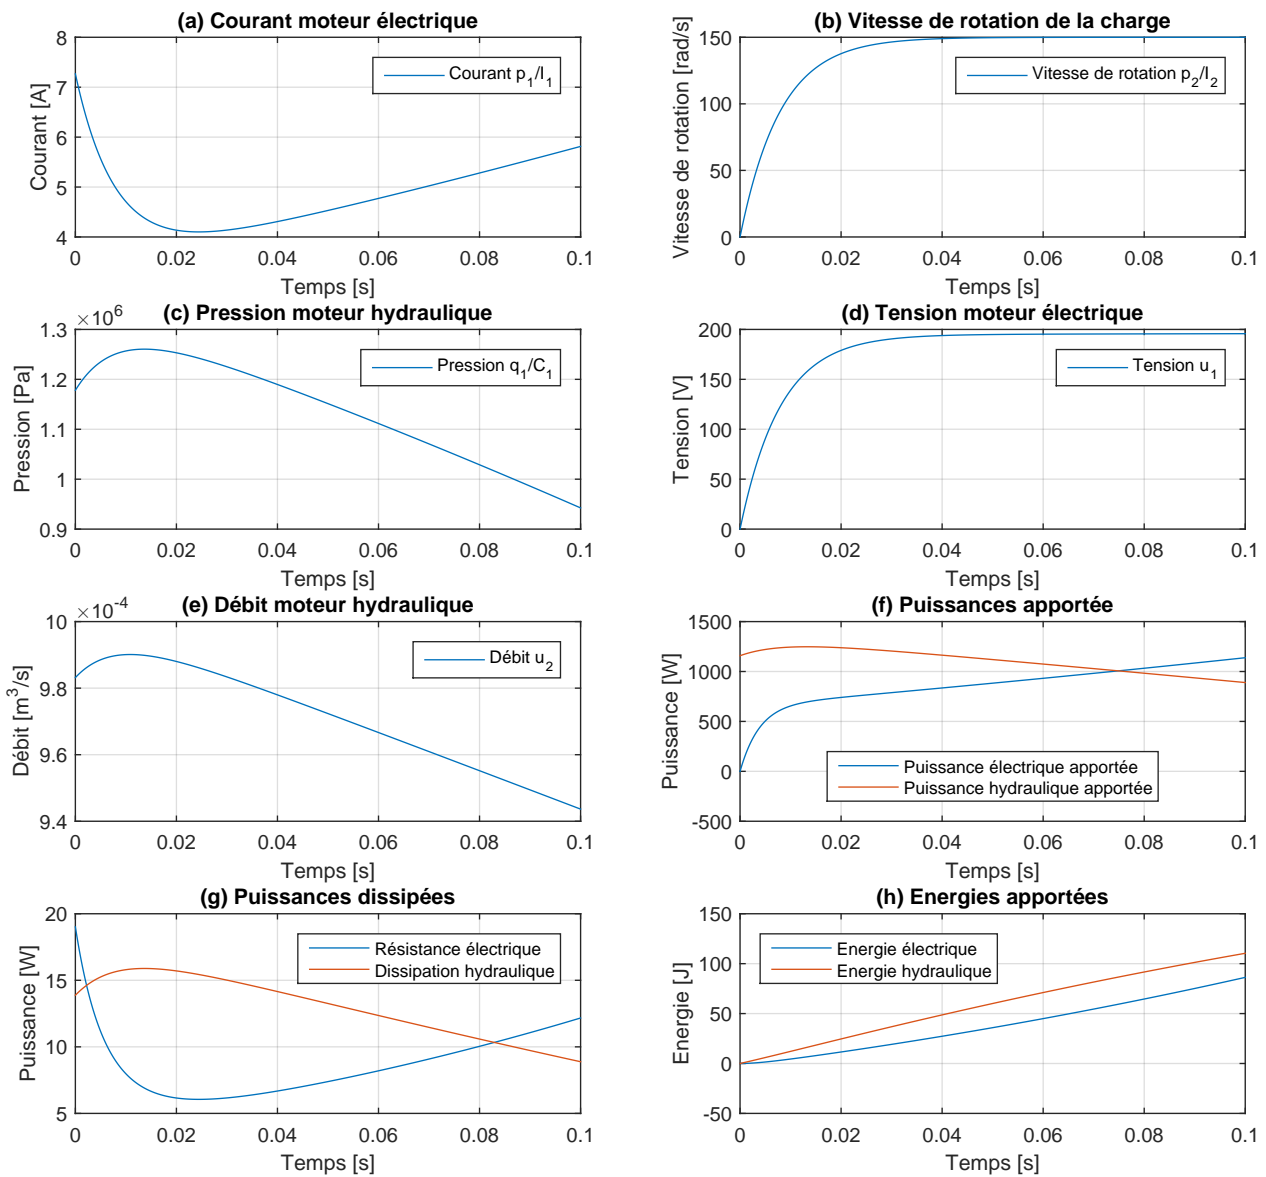 (a) Courant moteur électrique
Courant [A]
8
7
6
5
4
Courant p_1/I_1
0 0.02 0.04 0.06 0.08 0.1
Temps [s]
(b) Vitesse de rotation de la charge
Vitesse de rotation [rad/s]
150
100
50
0
Vitesse de rotation p_2/I_2
0 0.02 0.04 0.06 0.08 0.1
Temps [s]
(c) Pression moteur hydraulique
×10^6
Pression [Pa]
1.3
1.2
1.1
1
0.9
Pression q_1/C_1
0 0.02 0.04 0.06 0.08 0.1
Temps [s]
(d) Tension moteur électrique
Tension [V]
200
150
100
50
0
Tension u_1
0 0.02 0.04 0.06 0.08 0.1
Temps [s]
(e) Débit moteur hydraulique
×10^-4
Débit [m^3/s]
10
9.8
9.6
9.4
Débit u_2
0 0.02 0.04 0.06 0.08 0.1
Temps [s]
(f) Puissances apportée
Puissance [W]
1500
1000
500
0
-500
Puissance électrique apportée
Puissance hydraulique apportée
0 0.02 0.04 0.06 0.08 0.1
Temps [s]
(g) Puissances dissipées
Puissance [W]
20
15
10
5
Résistance électrique
Dissipation hydraulique
0 0.02 0.04 0.06 0.08 0.1
Temps [s]
(h) Energies apportées
Energie [J]
150
100
50
0
-50
Energie électrique
Energie hydraulique
0 0.02 0.04 0.06 0.08 0.1
Temps [s]